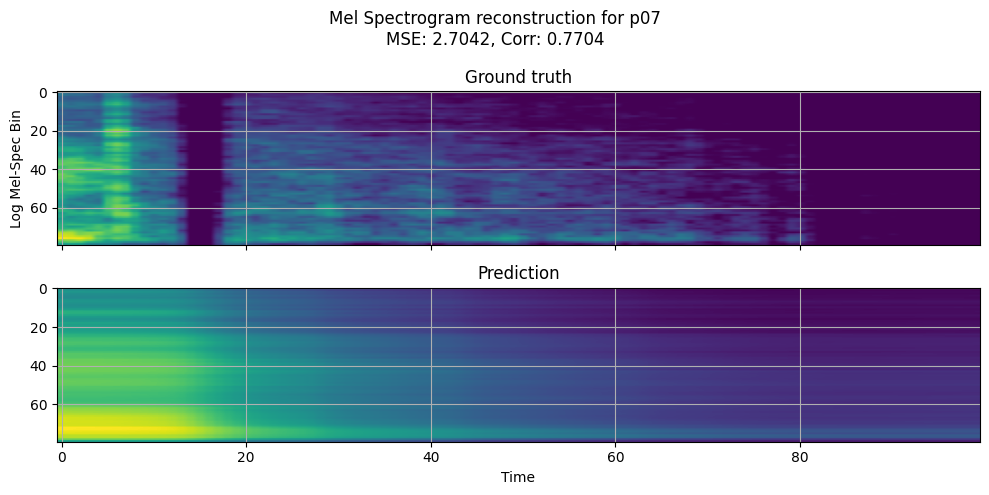 Mel Spectrogram reconstruction for p07
MSE: 2.7042, Corr: 0.7704
Ground truth
0
20
40
60
Log Mel-Spec Bin
Prediction
0
20
40
60
0 20 40 60 80
Time